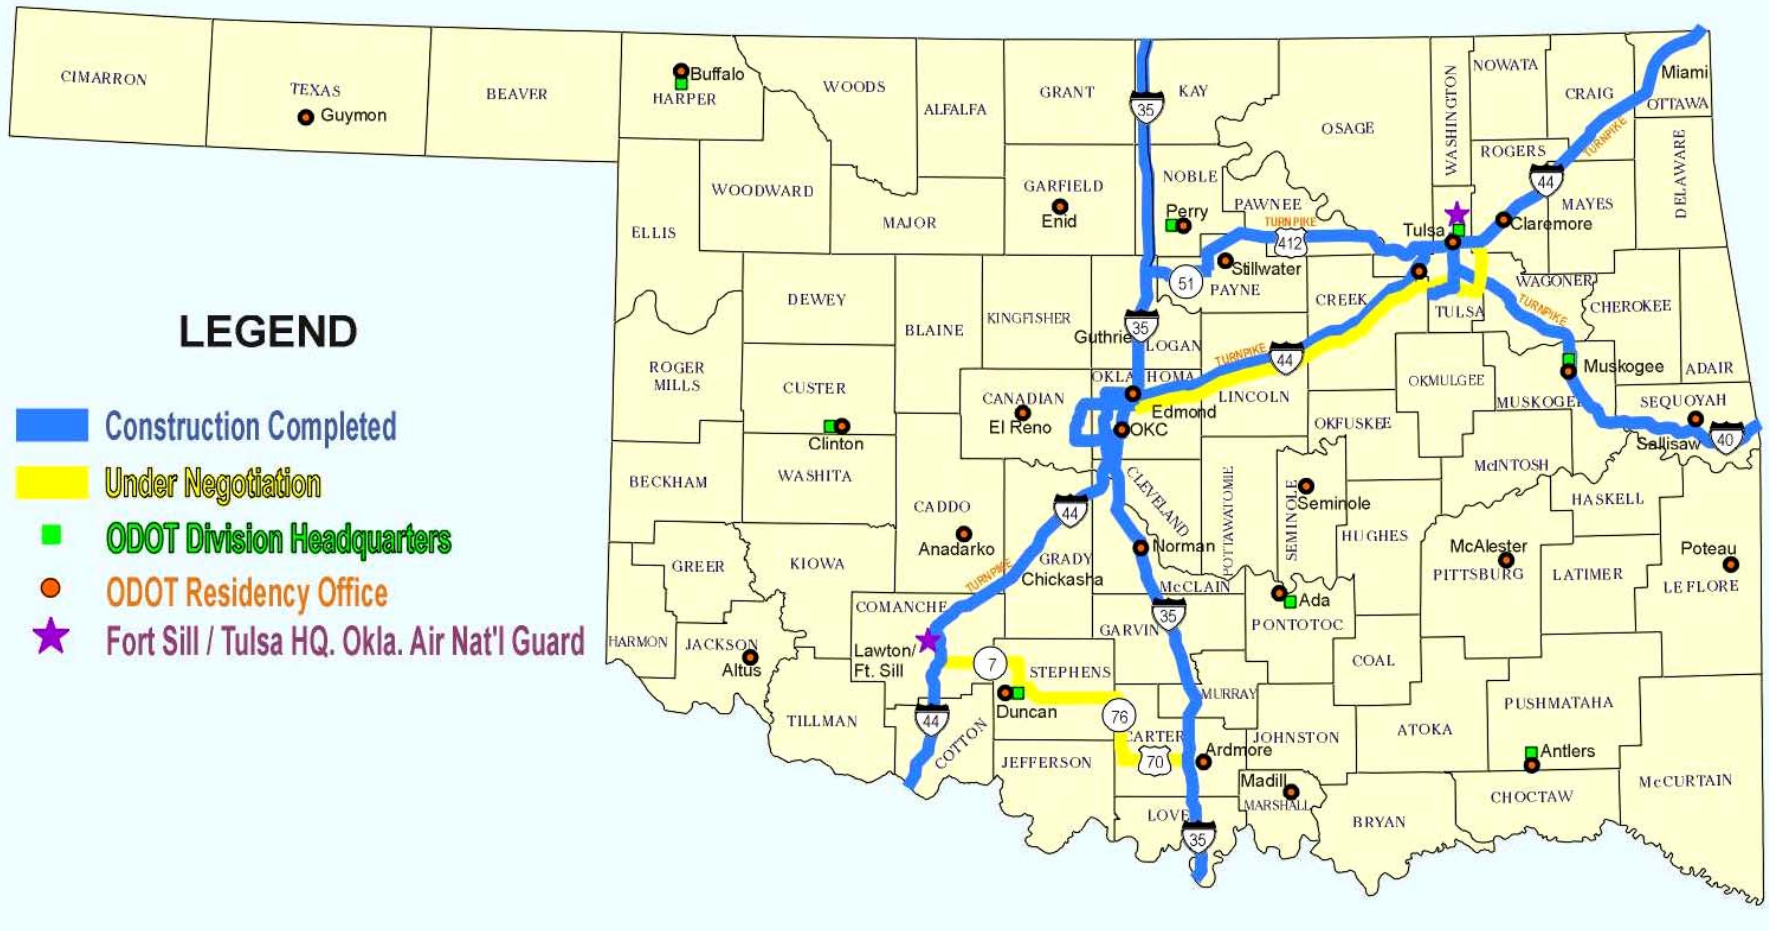 CIMARRON
TEXAS
Guymon
BEAVER
Buffalo
HARPER
WOODS
ALFALFA
GRANT
35
KAY
OSAGE
WASHINGTON
NOWATA
CRAIG
Miami
OTTAWA
TURNPIKE
ROGERS
44
DELAWARE
WOODWARD
MAJOR
GARFIELD
Enid
NOBLE
Perry
PAWNEE
TURNPIKE
412
Tulsa
Claremore
MAYES
ELLIS
DEWEY
BLAINE
KINGFISHER
51
Stillwater
PAYNE
CREEK
TULSA
WAGONER
TURNPIKE
CHEROKEE
LEGEND
Guthrie
35
LOGAN
TURNPIKE
44
ROGER
MILLS
CUSTER
CANADIAN
El Reno
OKLAHOMA
Edmond
OKC
LINCOLN
OKMULGEE
Muskogee
MUSKOGEE
ADAIR
SEQUOYAH
Sallisaw
40
Construction Completed
Clinton
OKFUSKEE
Under Negotiation
BECKHAM
WASHITA
CADDO
Anadarko
44
CLEVELAND
POTTAWATOMIE
SEMINOLE
Seminole
HUGHES
McINTOSH
HASKELL
ODOT Division Headquarters
GREER
KIOWA
TURNPIKE
GRADY
Chickasha
Norman
McCLAIN
McAlester
PITTSBURG
LATIMER
Poteau
LE FLORE
ODOT Residency Office
COMANCHE
35
Ada
PONTOTOC
Fort Sill / Tulsa HQ. Okla. Air Nat'l Guard
HARMON
JACKSON
Altus
Lawton/
Ft. Sill
7
STEPHENS
GARVIN
COAL
Duncan
MURRAY
PUSHMATAHA
TILLMAN
44
COTTON
76
CARTER
70
Ardmore
JOHNSTON
ATOKA
Antlers
JEFFERSON
Madill
MARSHALL
McCURTAIN
LOVE
35
BRYAN
CHOCTAW